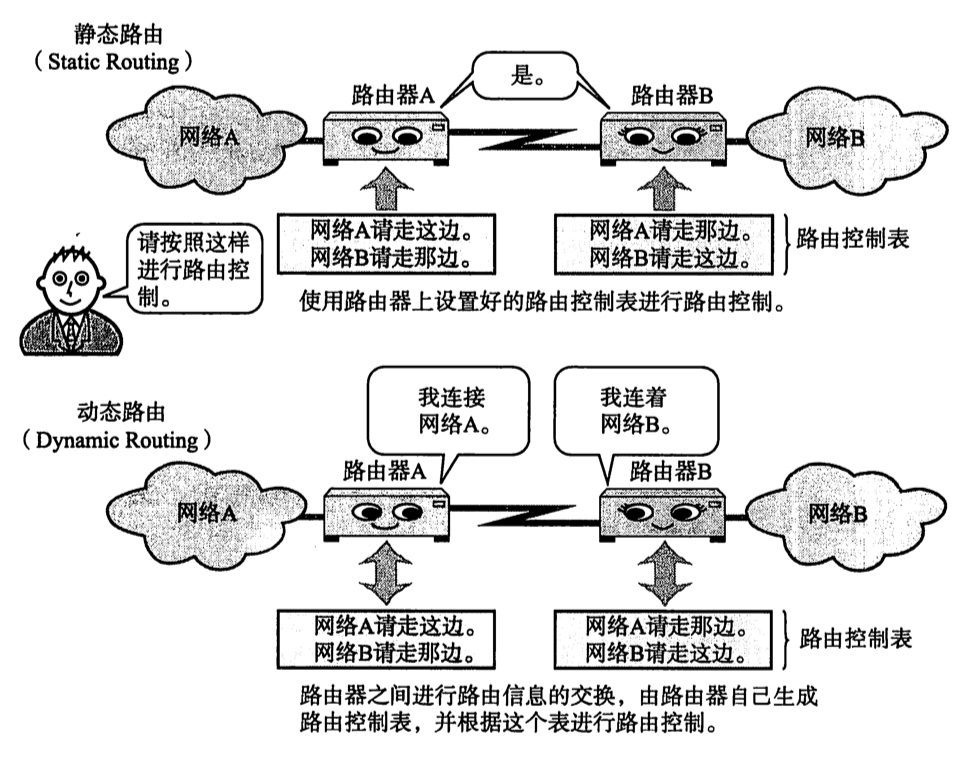 静态路由
（Static Routing）
是。
路由器A
路由器B
网络A
网络B
网络A请走这边。
网络B请走那边。
网络A请走那边。
网络B请走这边。
路由控制表
请按照这样
进行路由控
制。
使用路由器上设置好的路由控制表进行路由控制。
动态路由
（Dynamic Routing）
我连接
网络A。
我连着
网络B。
路由器A
路由器B
网络A
网络B
网络A请走这边。
网络B请走那边。
网络A请走那边。
网络B请走这边。
路由控制表
路由器之间进行路由信息的交换，由路由器自己生成
路由控制表，并根据这个表进行路由控制。